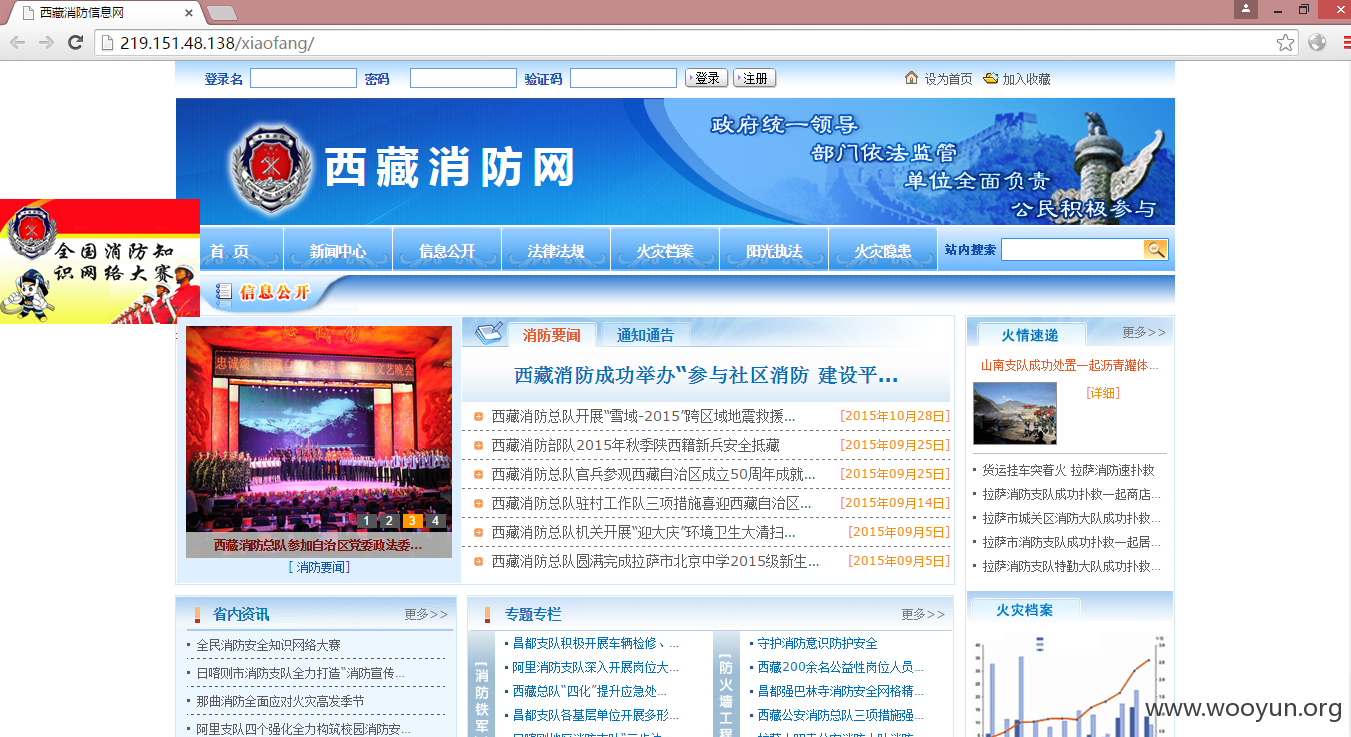 西藏消防信息网
219.151.48.138/xiaofang/
登录名 密码 验证码 登录 注册 设为首页 加入收藏
西藏消防网
政府统一领导
部门依法监管
单位全面负责
公民积极参与
全国消防知
识网络大赛
首 页 新闻中心 信息公开 法律法规 火灾档案 阳光执法 火灾隐患 站内搜索
信息公开
西藏消防总队参加自治区党委政法委...
1 2 3 4
[ 消防要闻]
消防要闻 通知通告
西藏消防成功举办“参与社区消防 建设平...
西藏消防总队开展“雪域-2015”跨区域地震救援... [2015年10月28日]
西藏消防部队2015年秋季陕西籍新兵安全抵藏 [2015年09月25日]
西藏消防总队官兵参观西藏自治区成立50周年成就... [2015年09月25日]
西藏消防总队驻村工作队三项措施喜迎西藏自治区... [2015年09月14日]
西藏消防总队机关开展“迎大庆”环境卫生大清扫... [2015年09月5日]
西藏消防总队圆满完成拉萨市北京中学2015级新生... [2015年09月5日]
火情速递 更多>>
山南支队成功处置一起沥青罐体...
[详细]
货运挂车突着火 拉萨消防速扑救
拉萨消防支队成功扑救一起商店...
拉萨市城关区消防大队成功扑救...
拉萨市消防支队成功扑救一起居...
拉萨消防支队特勤大队成功扑救...
省内资讯 更多>>
全民消防安全知识网络大赛
日喀则市消防支队全力打造“消防宣传...
那曲消防全面应对火灾高发季节
阿里支队四个强化全力构筑校园消防安...
专题专栏 更多>>
[消防铁军
昌都支队积极开展车辆检修、...
阿里消防支队深入开展岗位大...
西藏总队“四化”提升应急处...
昌都支队各基层单位开展多形...
[防火墙工程
守护消防意识防护安全
西藏200余名公益性岗位人员...
昌都强巴林寺消防安全网格精...
西藏公安消防总队三项措施强...
火灾档案
www.wooyun.org